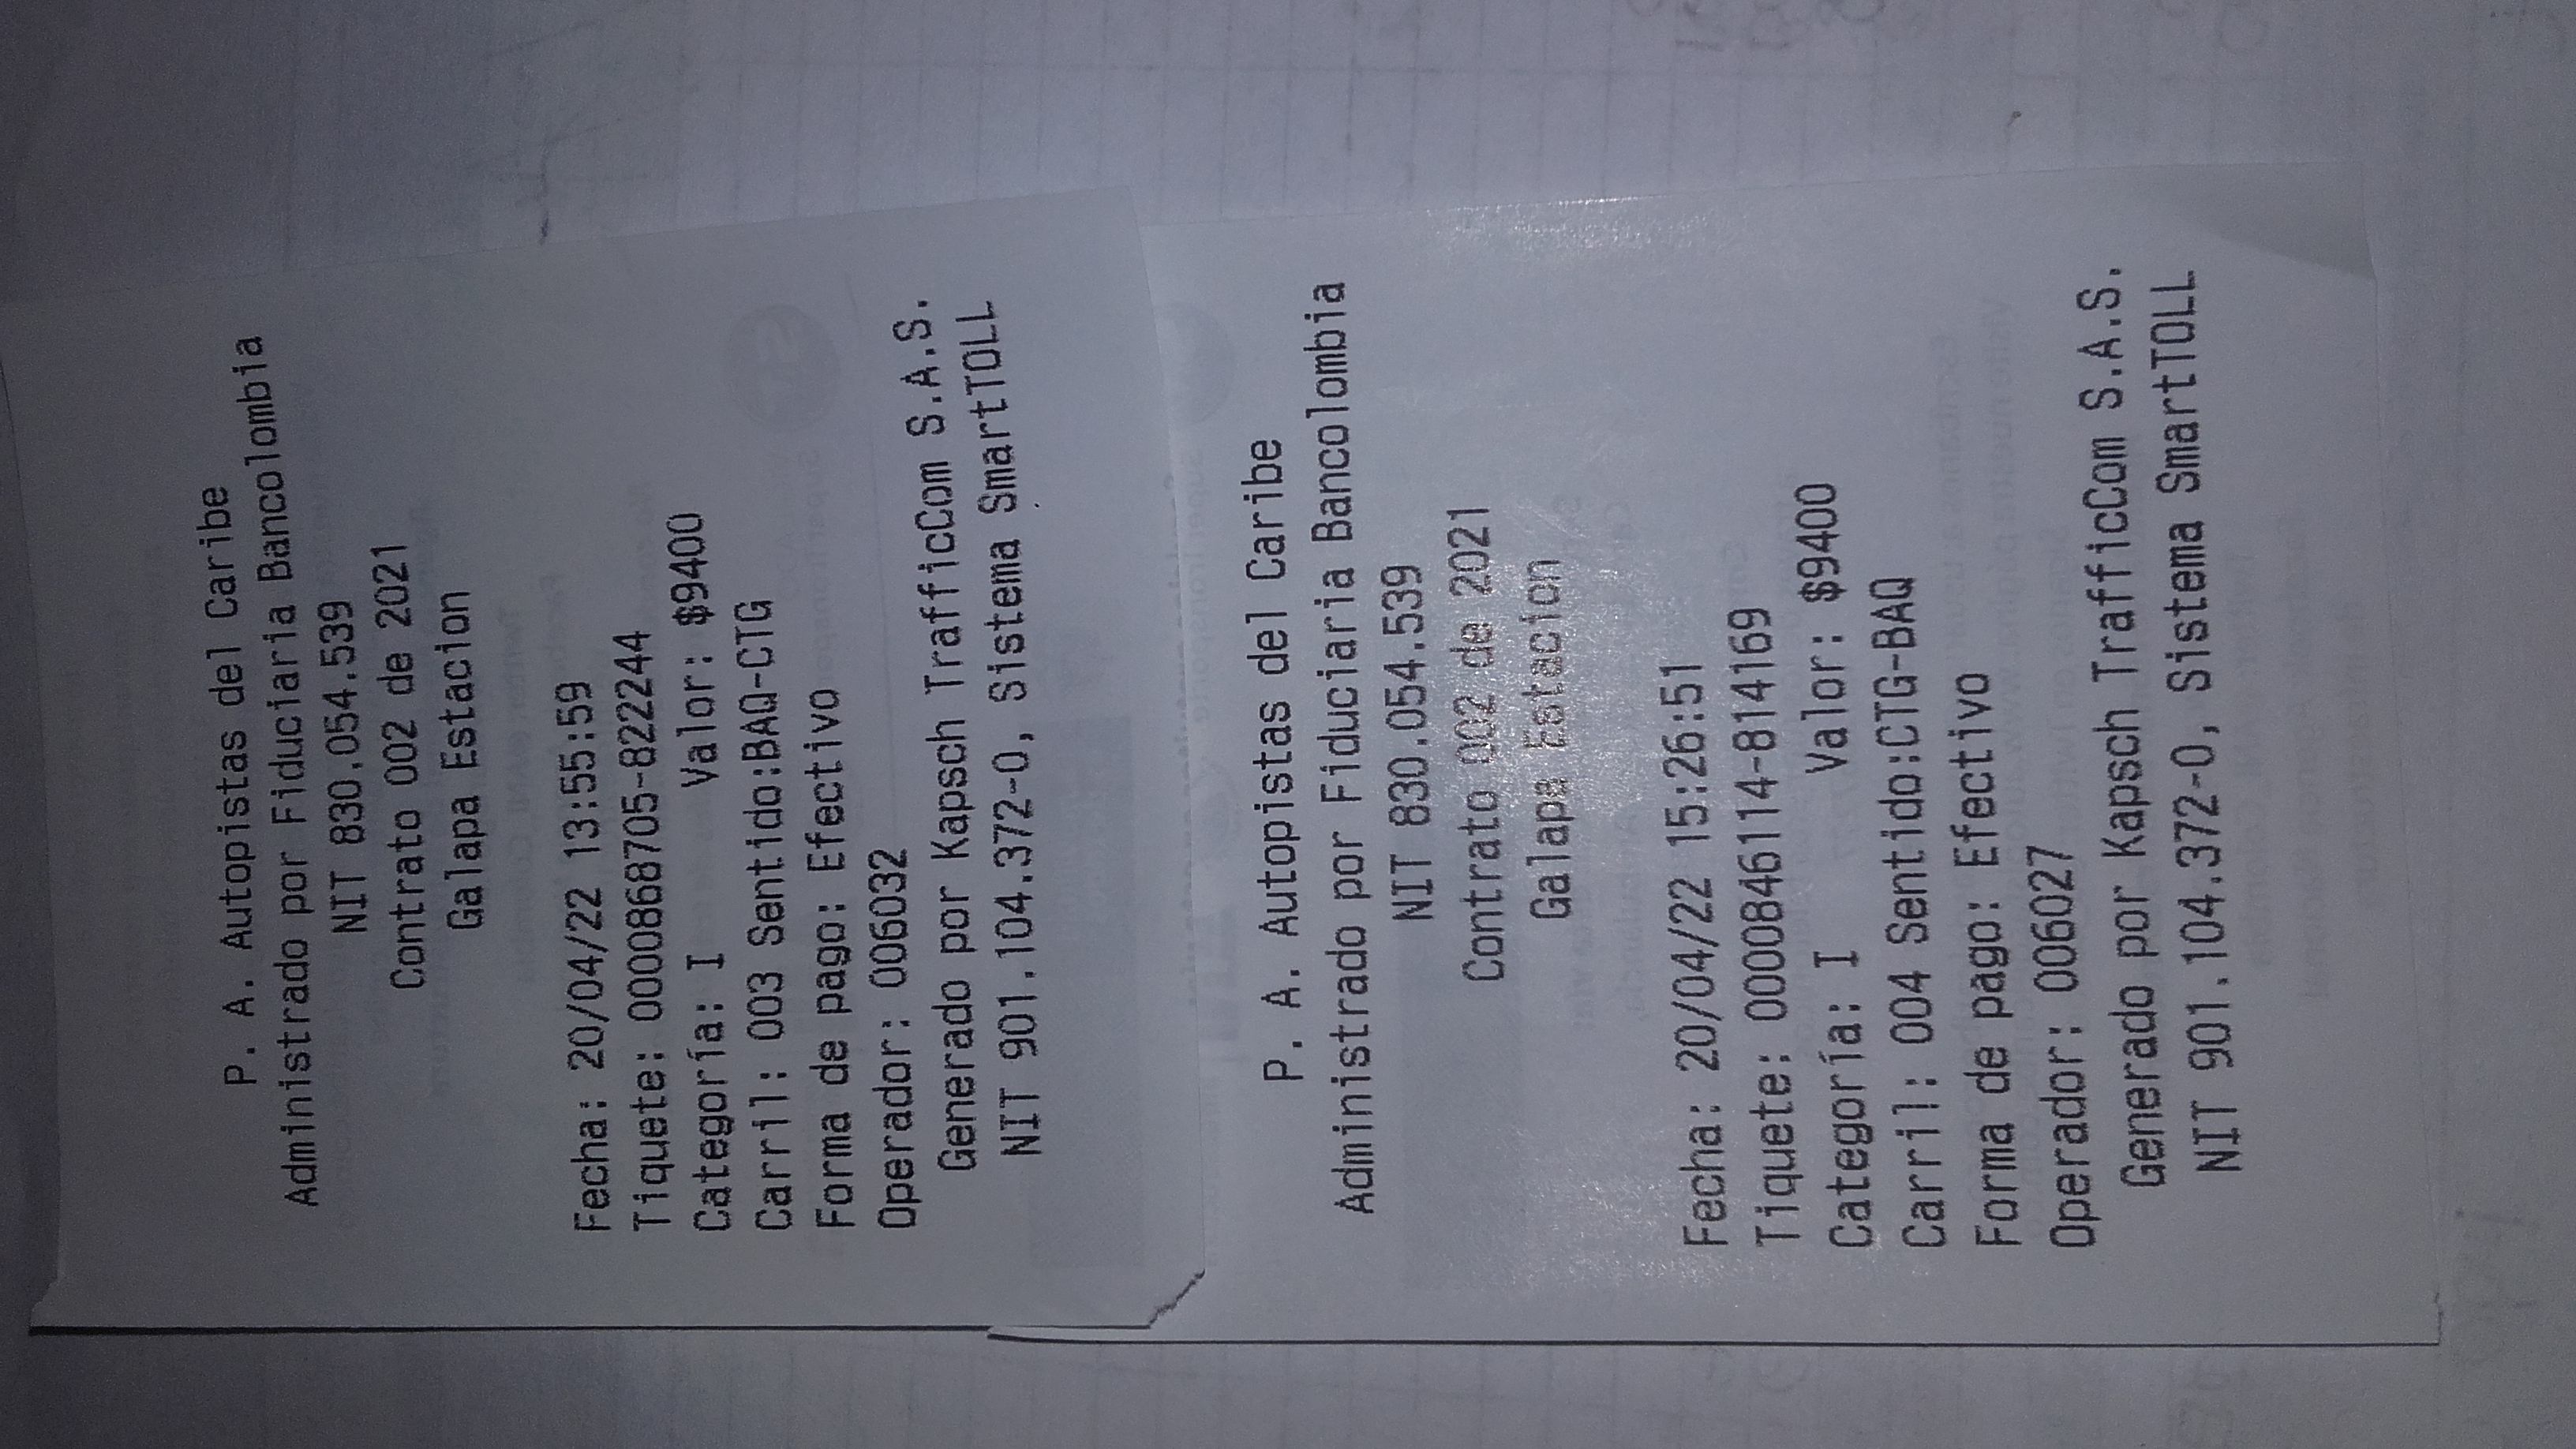 P. A. Autopistas del Caribe
Administrado por Fiduciaria Bancolombia
NIT 830.054.539
Contrato 002 de 2021
Galapa Estacion
Fecha: 20/04/22 13:55:59
Tiquete: 0000868705-822244
Categoría: I Valor: $9400
Carril: 003 Sentido:BAQ-CTG
Forma de pago: Efectivo
Operador: 006032
Generado por Kapsch TrafficCom S.A.S.
NIT 901.104.372-0, Sistema SmartTOLL
P. A. Autopistas del Caribe
Administrado por Fiduciaria Bancolombia
NIT 830.054.539
Contrato 002 de 2021
Galapa Estacion
Fecha: 20/04/22 15:26:51
Tiquete: 0000846114-814169
Categoría: I Valor: $9400
Carril: 004 Sentido:CTG-BAQ
Forma de pago: Efectivo
Operador: 006027
Generado por Kapsch TrafficCom S.A.S.
NIT 901.104.372-0, Sistema SmartTOLL